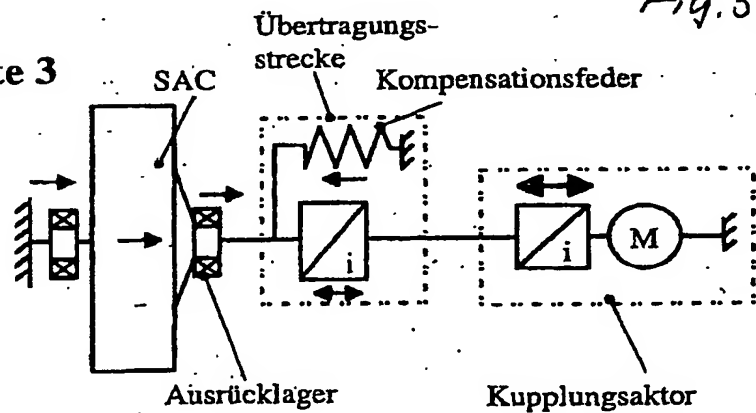 Fig. 3
te 3
Übertragungs-
strecke
SAC
Kompensationsfeder
i
i
M
Ausrücklager
Kupplungsaktor